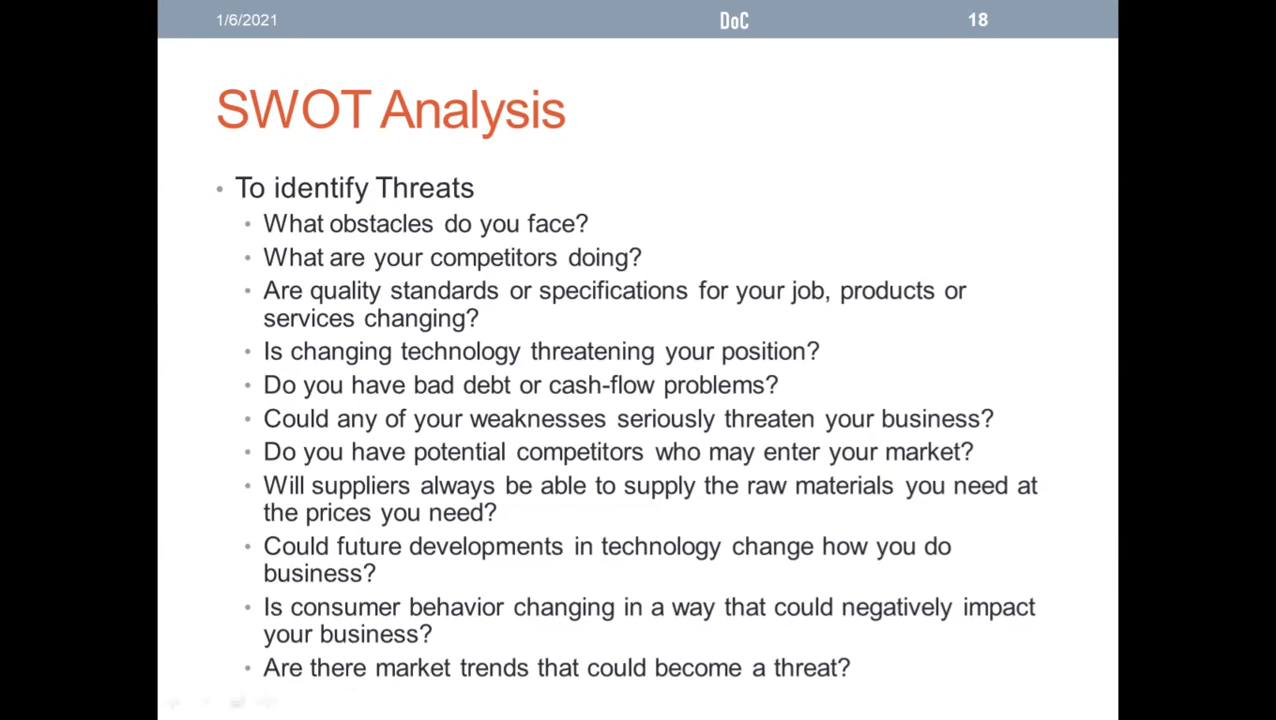 1/6/2021 DoC 18
SWOT Analysis
• To identify Threats
• What obstacles do you face?
• What are your competitors doing?
• Are quality standards or specifications for your job, products or
services changing?
• Is changing technology threatening your position?
• Do you have bad debt or cash-flow problems?
• Could any of your weaknesses seriously threaten your business?
• Do you have potential competitors who may enter your market?
• Will suppliers always be able to supply the raw materials you need at
the prices you need?
• Could future developments in technology change how you do
business?
• Is consumer behavior changing in a way that could negatively impact
your business?
• Are there market trends that could become a threat?